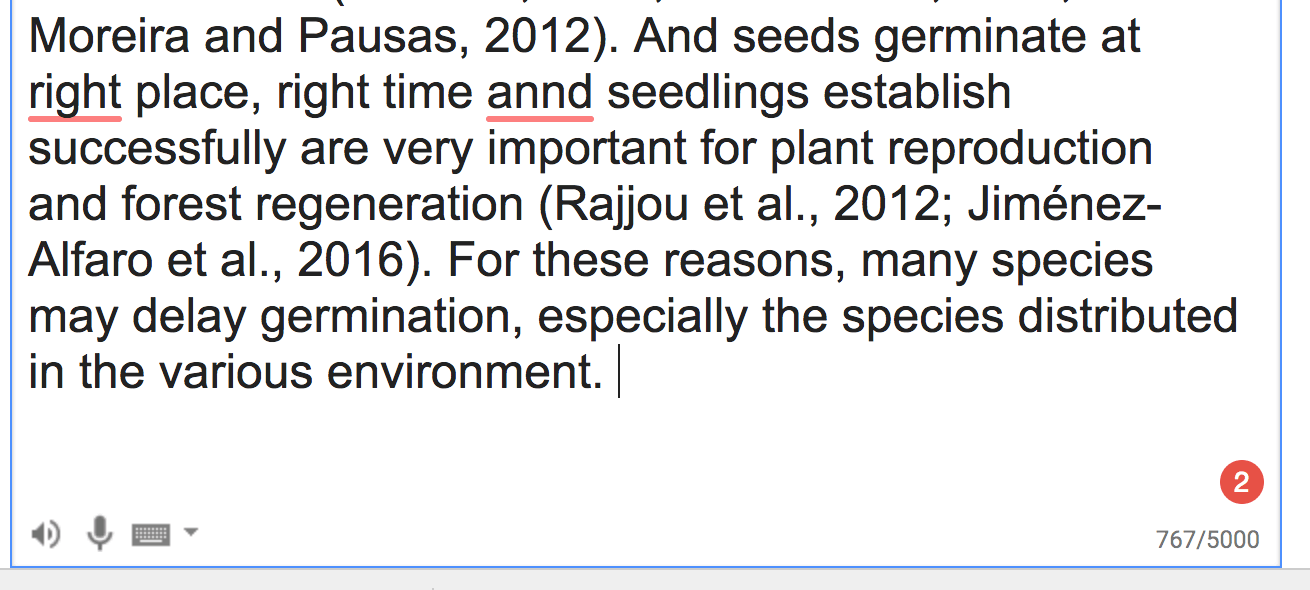 Moreira and Pausas, 2012). And seeds germinate at
right place, right time annd seedlings establish
successfully are very important for plant reproduction
and forest regeneration (Rajjou et al., 2012; Jiménez-
Alfaro et al., 2016). For these reasons, many species
may delay germination, especially the species distributed
in the various environment.
2
767/5000